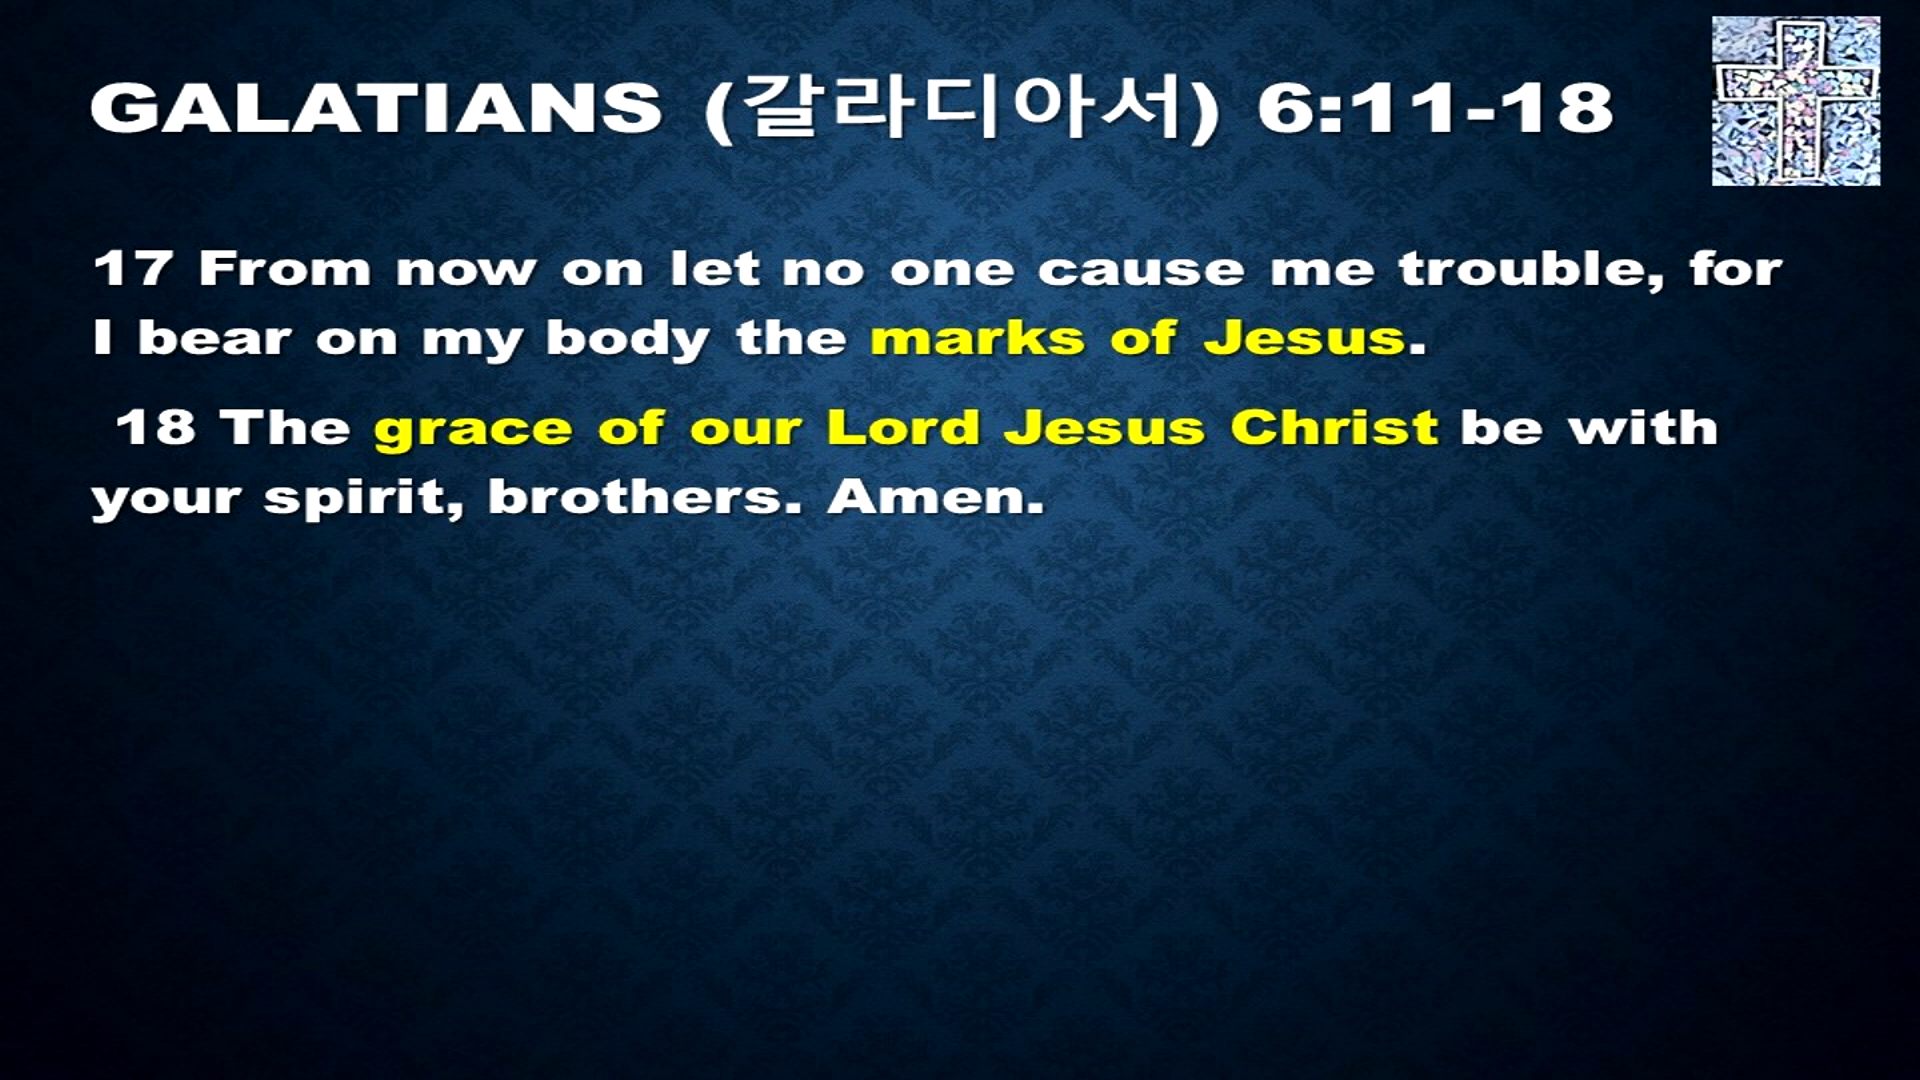 GALATIANS (갈라디아서) 6:11-18
17 From now on let no one cause me trouble, for
I bear on my body the marks of Jesus.
18 The grace of our Lord Jesus Christ be with
your spirit, brothers. Amen.